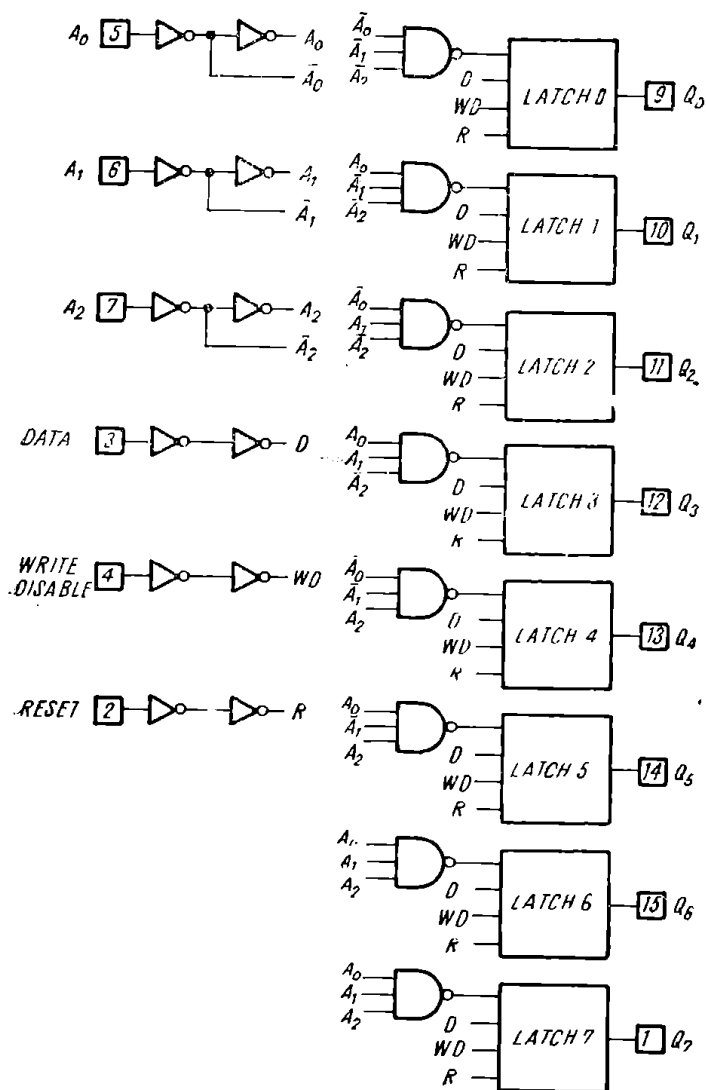 A₀ 5 A₀
Ā₀
Ā₀
Ā₁
Ā₂
D
WD
R
LATCH 0
9 Q₀
A₁ 6 A₁
Ā₁
A₀
Ā₁
Ā₂
D
WD
R
LATCH 1
10 Q₁
A₂ 7 A₂
Ā₂
Ā₀
A₁
Ā₂
D
WD
R
LATCH 2
11 Q₂
DATA 3 D
A₀
A₁
Ā₂
D
WD
R
LATCH 3
12 Q₃
WRITE
DISABLE 4 WD
Ā₀
Ā₁
A₂
D
WD
R
LATCH 4
13 Q₄
RESET 2 R
A₀
Ā₁
A₂
D
WD
R
LATCH 5
14 Q₅
A₁
A₂
D
WD
R
LATCH 6
15 Q₆
A₀
A₁
A₂
D
WD
R
LATCH 7
1 Q₇